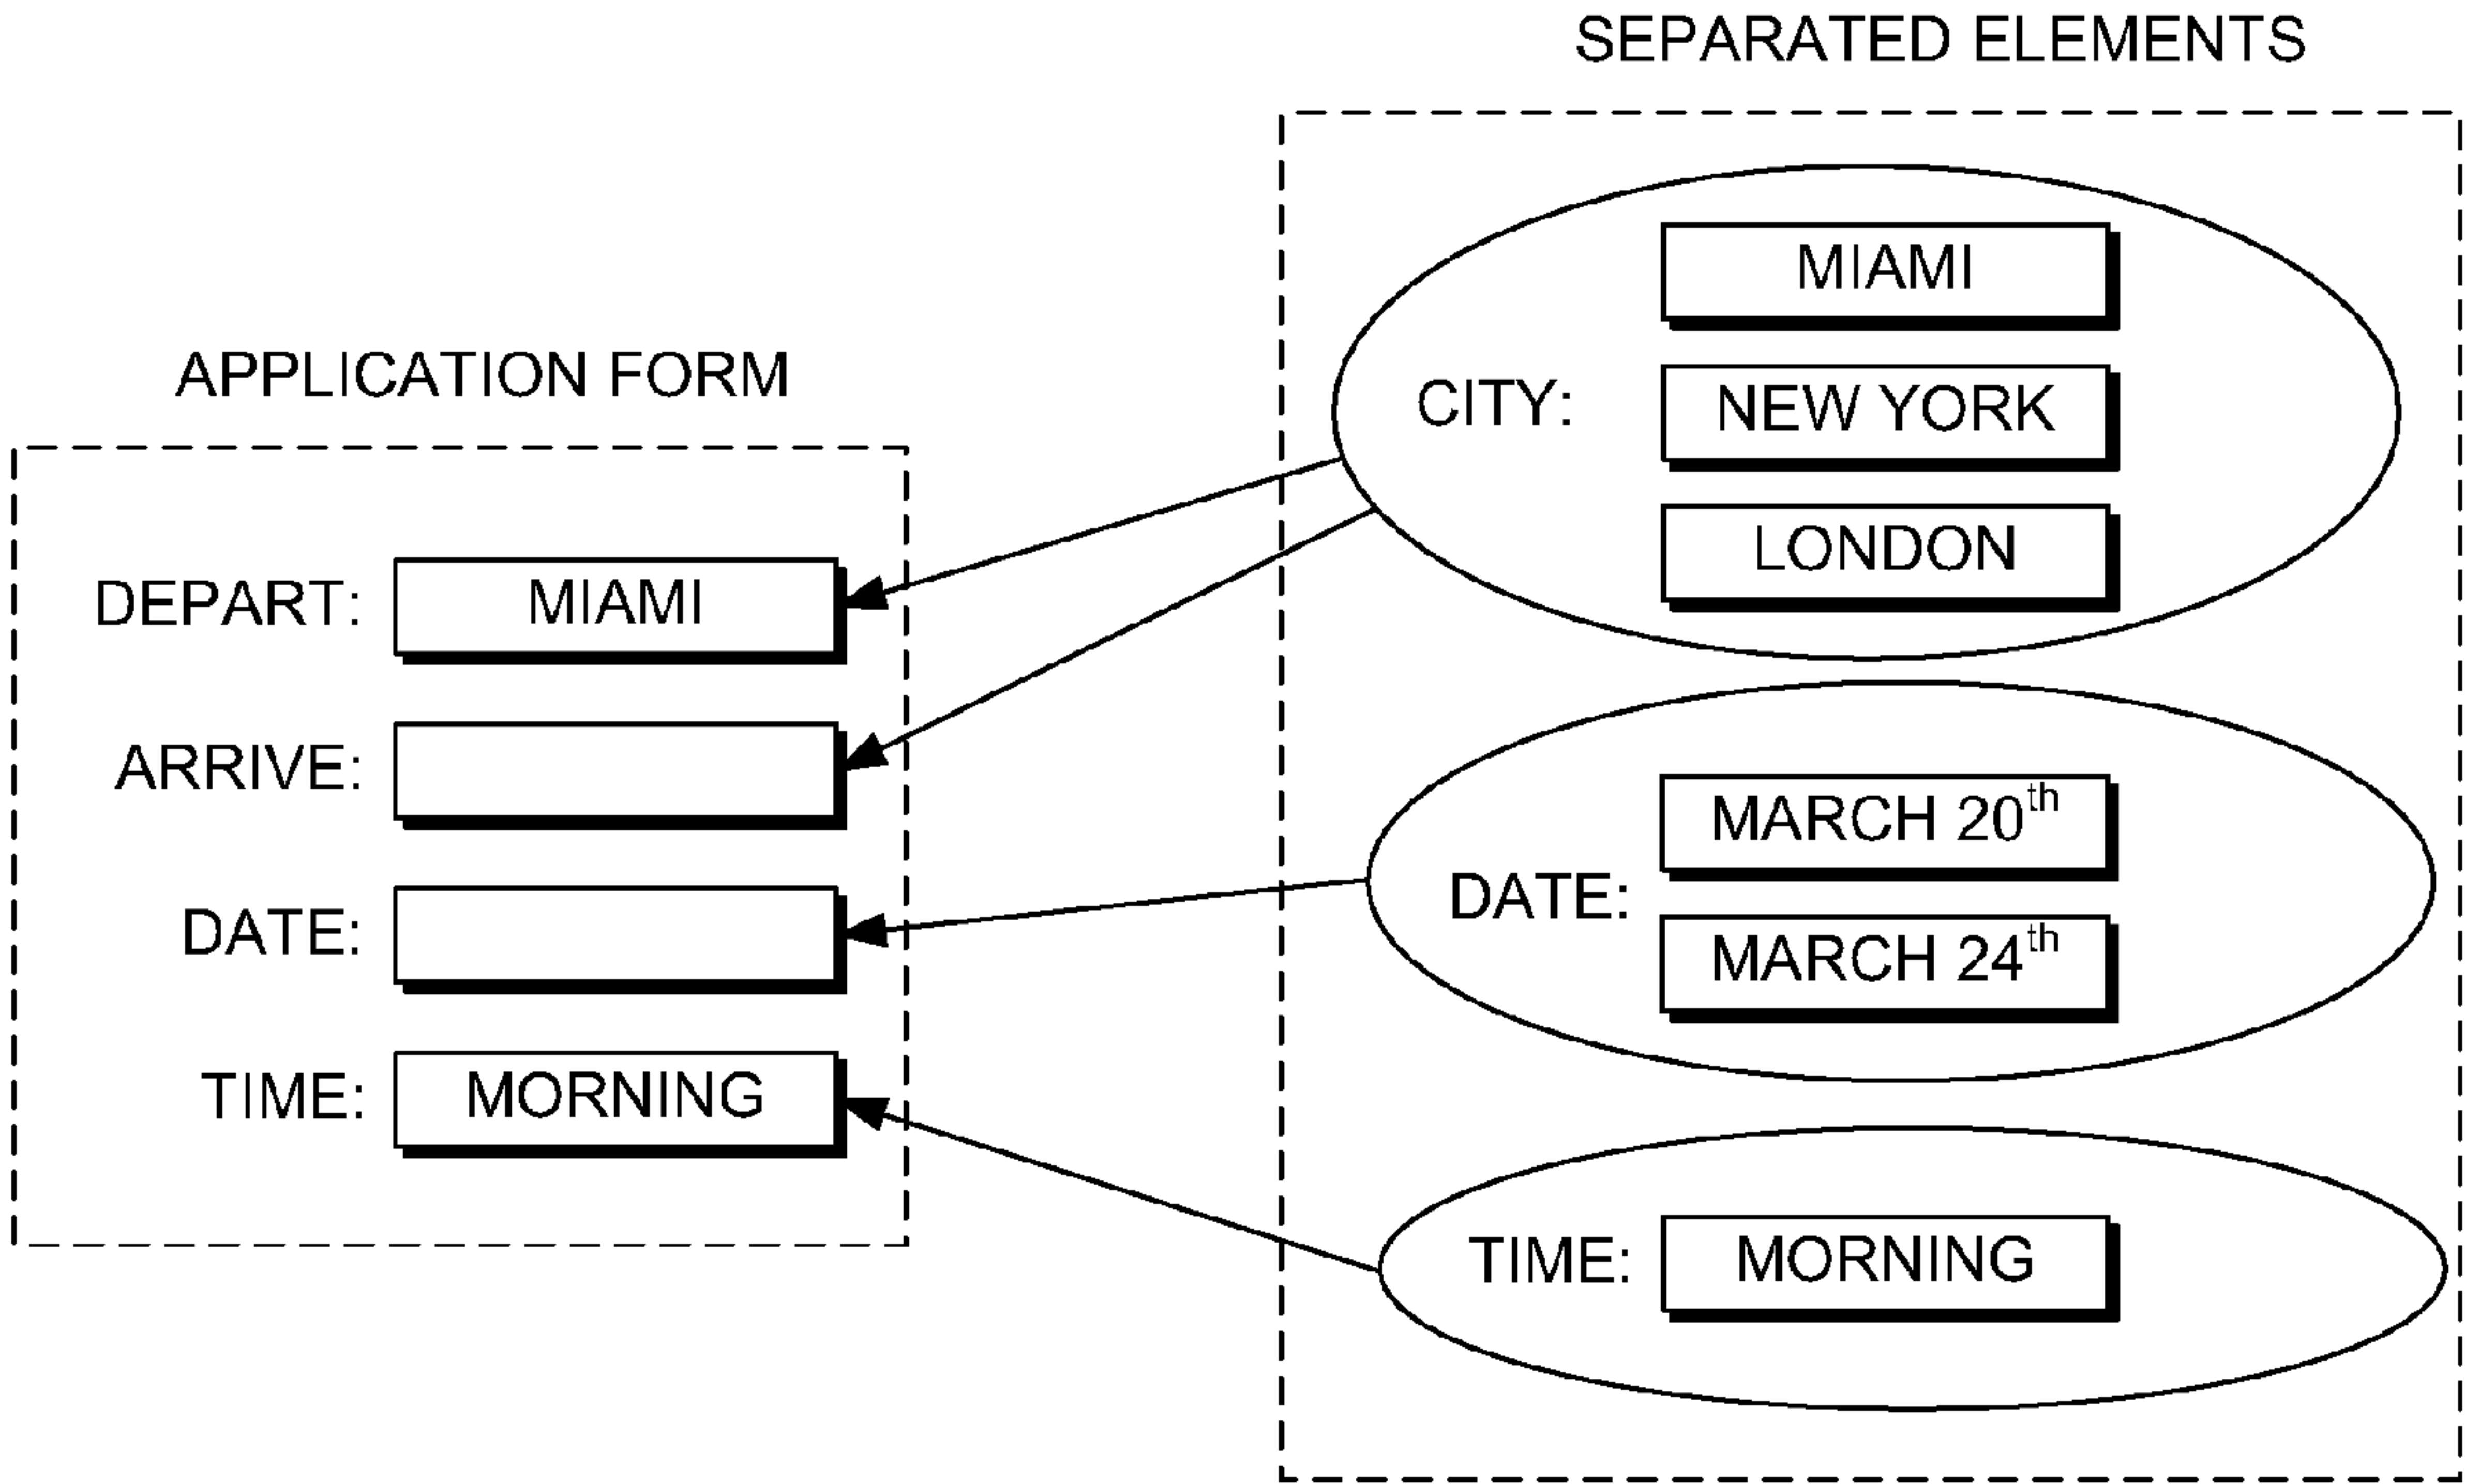 SEPARATED ELEMENTS
APPLICATION FORM
DEPART: MIAMI
ARRIVE:
DATE:
TIME: MORNING
CITY:
MIAMI
NEW YORK
LONDON
DATE:
MARCH 20th
MARCH 24th
TIME: MORNING